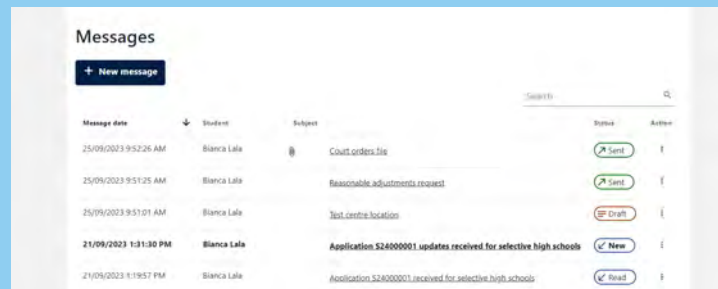 Messages
+ New message
Search
Message date Student Subject Status Action
25/09/2023 9:52:26 AM Bianca Lala Court orders file Sent
25/09/2023 9:51:25 AM Bianca Lala Reasonable adjustments request Sent
25/09/2023 9:51:01 AM Bianca Lala Test centre location Draft
21/09/2023 1:31:30 PM Bianca Lala Application S24000001 updates received for selective high schools New
21/09/2023 1:19:57 PM Bianca Lala Application S24000001 received for selective high schools Read